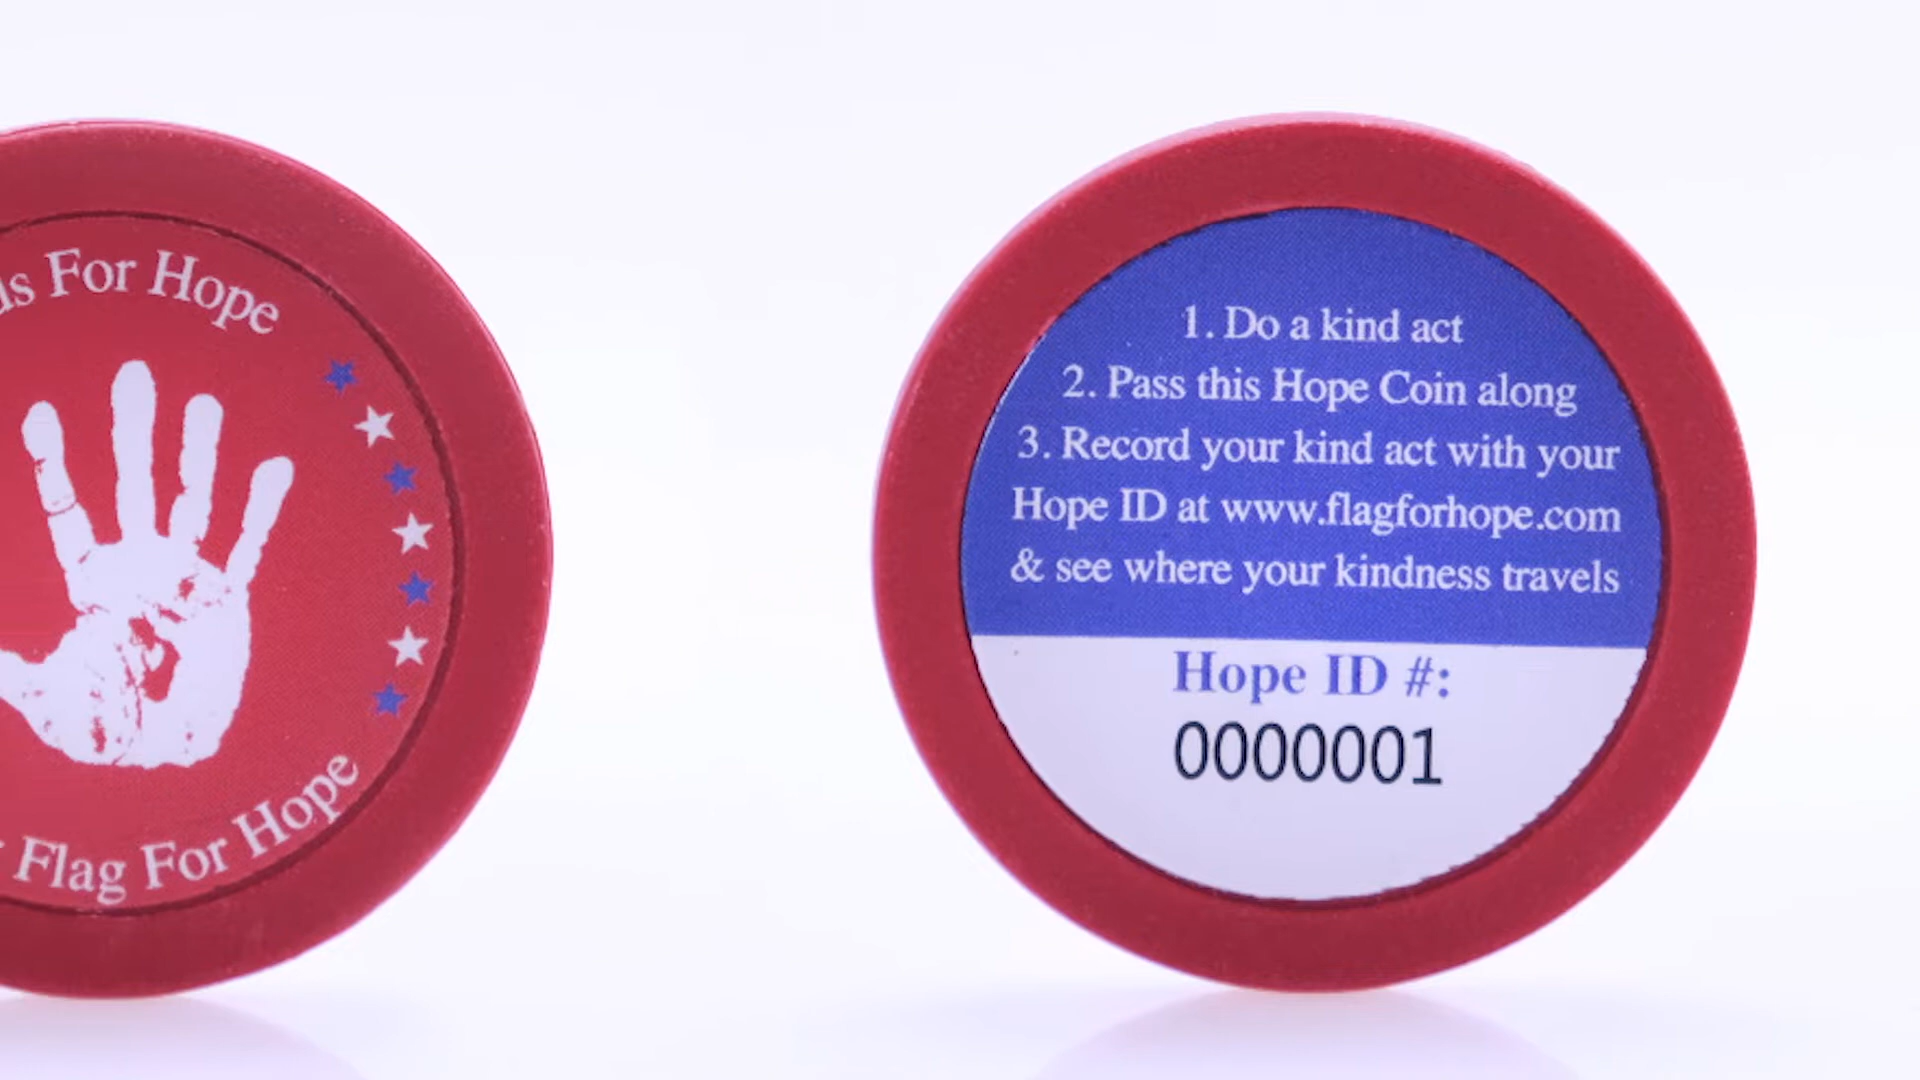 For Hope
Flag For Hope
1. Do a kind act
2. Pass this Hope Coin along
3. Record your kind act with your
Hope ID at www.flagforhope.com
& see where your kindness travels
Hope ID #:
0000001